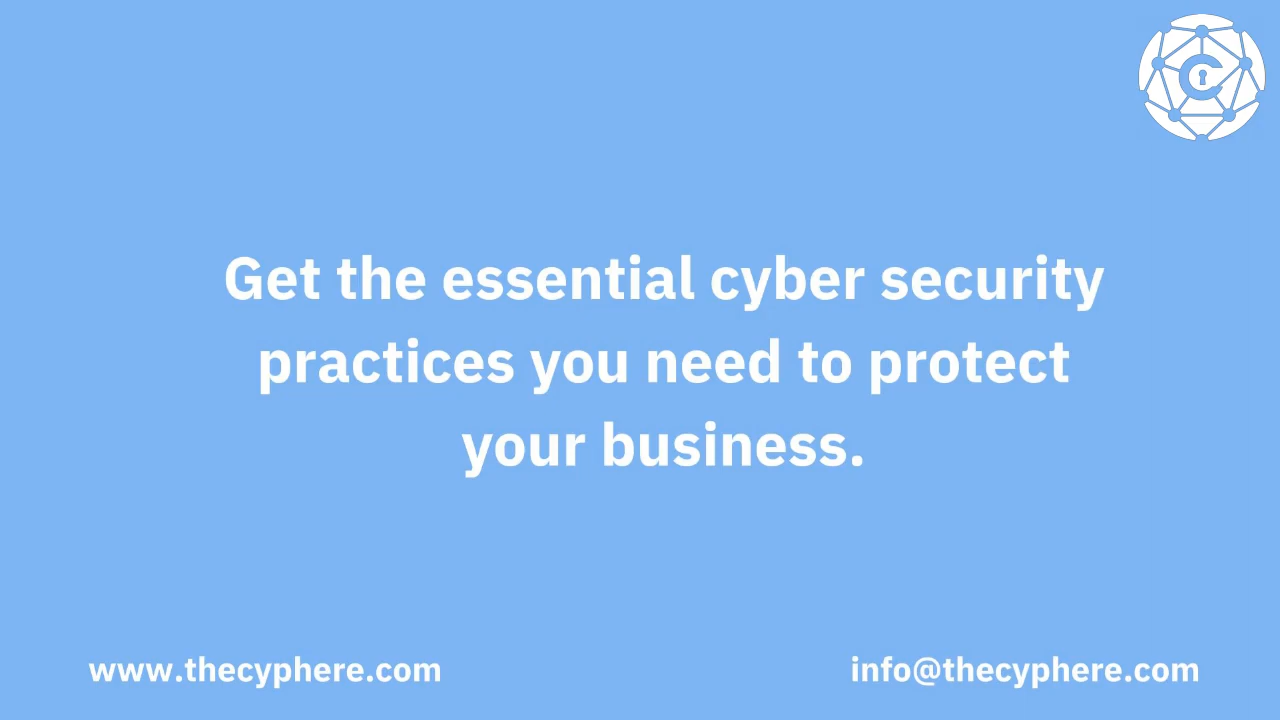 Get the essential cyber security
practices you need to protect
your business.
www.thecyphere.com
info@thecyphere.com